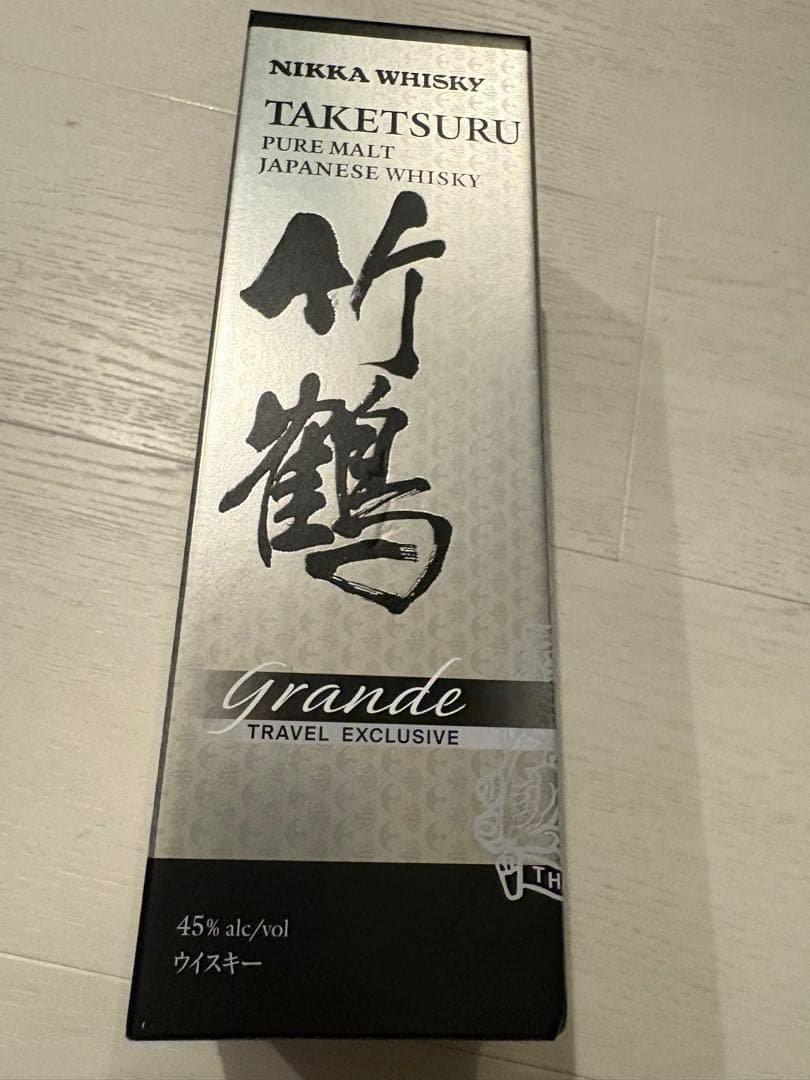 NIKKA WHISKY
TAKETSURU
PURE MALT
JAPANESE WHISKY
竹
鶴
Grande
TRAVEL EXCLUSIVE
TH
45% alc/vol
ウイスキー